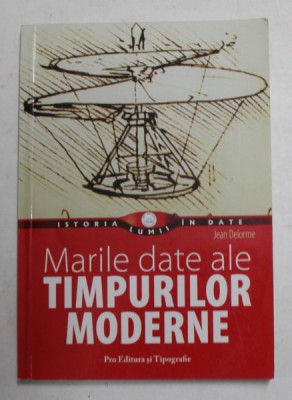 ISTORIA LUMII ÎN DATE
Jean Delorme
Marile date ale
TIMPURILOR
MODERNE
Pro Editura și Tipografie